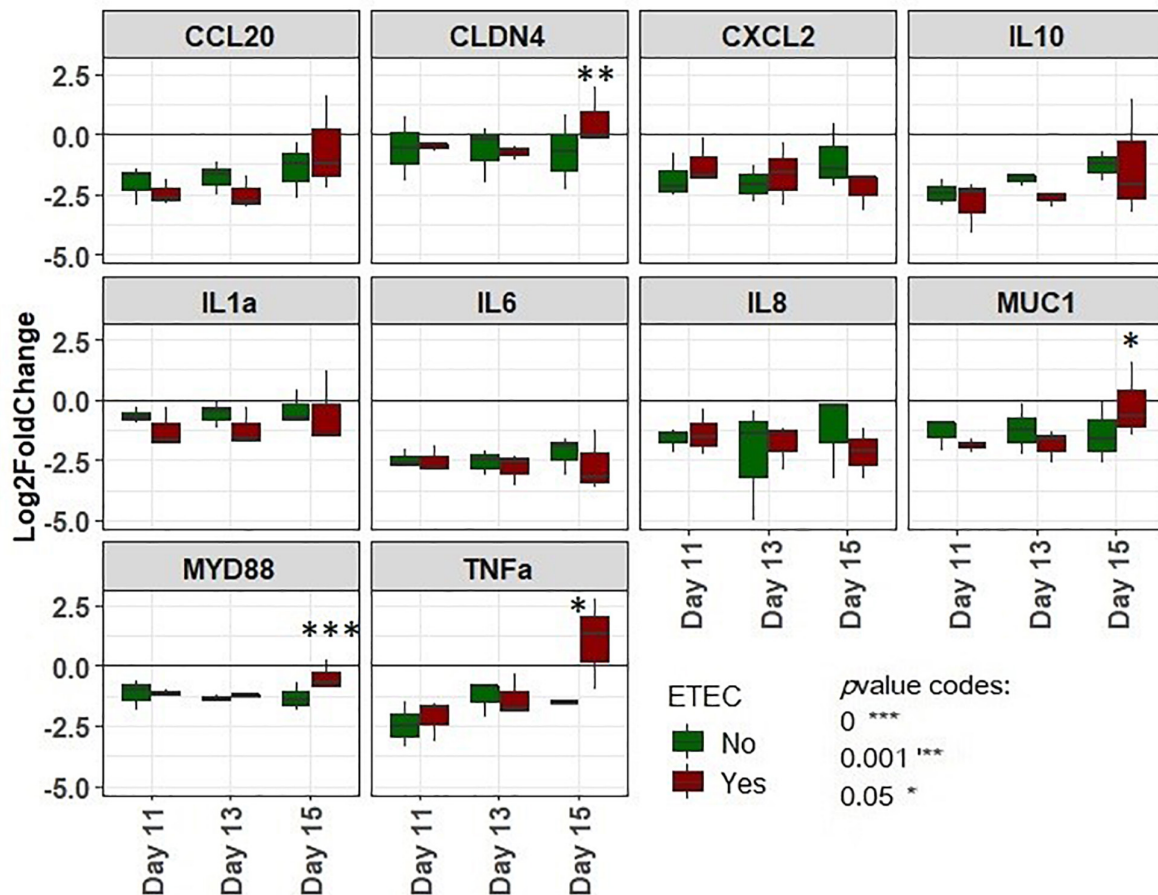 CCL20 CLDN4 CXCL2 IL10
**
2.5
0.0
-2.5
-5.0
IL1a IL6 IL8 MUC1
*
2.5
0.0
-2.5
-5.0
Log2FoldChange
MYD88 TNFa
*** *
2.5
0.0
-2.5
-5.0
Day 11 Day 13 Day 15 Day 11 Day 13 Day 15
Day 11 Day 13 Day 15 Day 11 Day 13 Day 15
ETEC
No
Yes
pvalue codes:
0 ***
0.001 '**
0.05 *